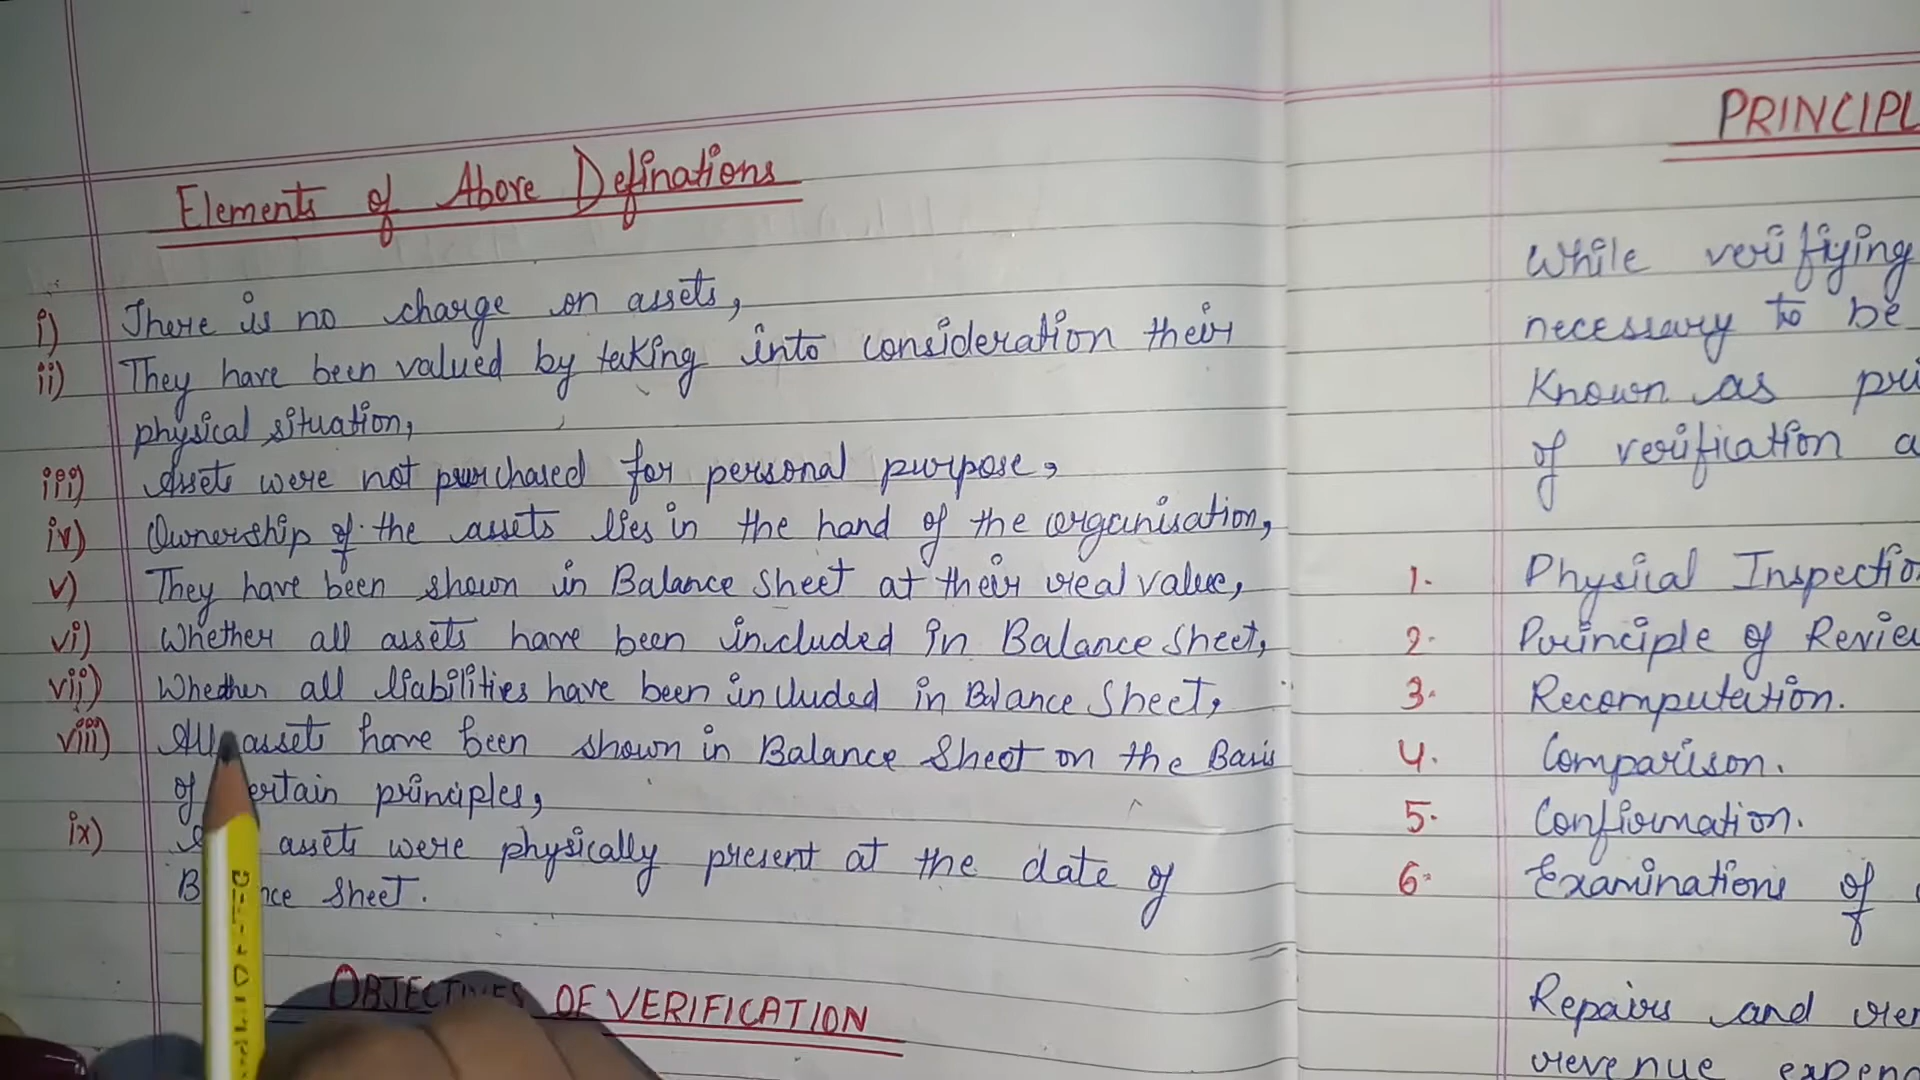 Elements of Above Definations
i) There is no charge on assets,
ii) They have been valued by taking into consideration their
physical situation,
iii) Assets were not purchased for personal purpose,
iv) Ownership of the assets lies in the hand of the organisation,
v) They have been shown in Balance Sheet at their real value,
vi) Whether all assets have been included in Balance Sheet,
vii) Whether all liabilities have been included in Balance Sheet,
viii) All assets have been shown in Balance Sheet on the Basis
of principles,
ix) assets were physically present at the date of
Sheet.
OBJECTIVES OF VERIFICATION
While verifiying
necessary to be
Known as
of verification
1. Physical
2. Principle of
3. Recomputation.
4. Comparison.
5. Confirmation.
6. Examinations of
Repairs and
revenue